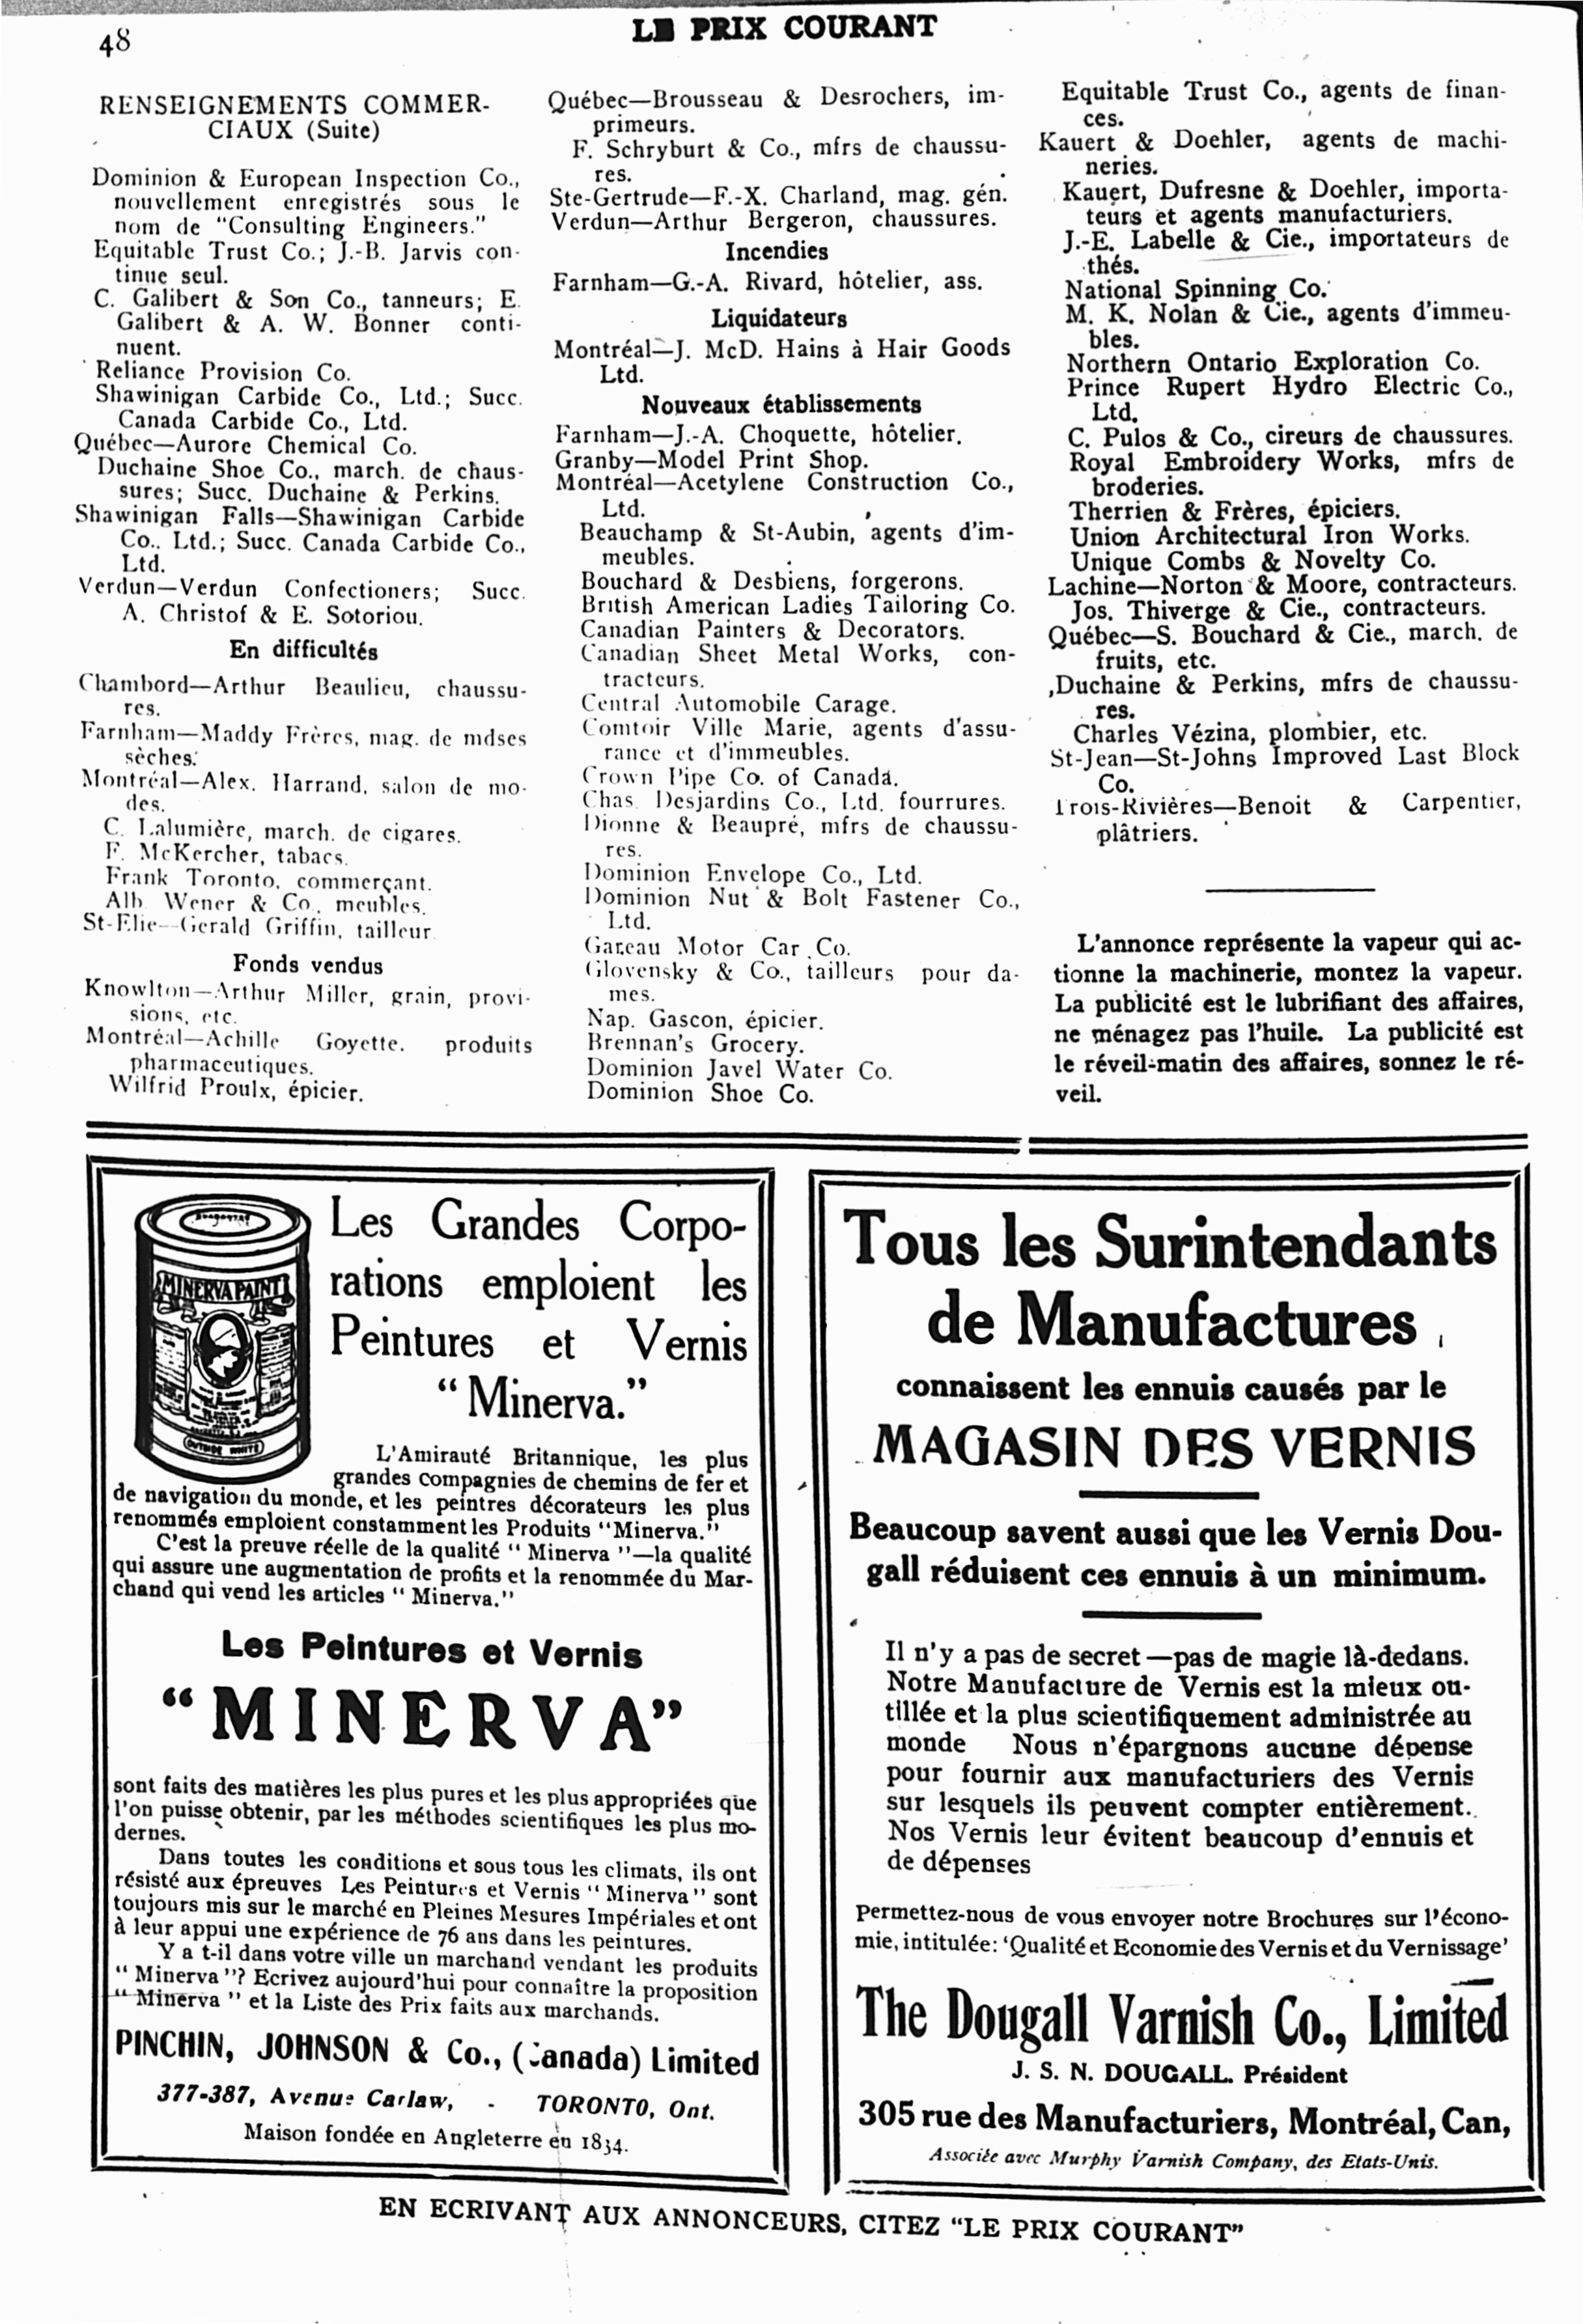 48
LE PRIX COURANT
RENSEIGNEMENTS COMMER-
CIAUX (Suite)
Dominion & European Inspection Co.,
nouvellement enregistrés sous le
nom de "Consulting Engineers."
Equitable Trust Co.; J.-B. Jarvis con-
tinue seul.
C. Galibert & Son Co., tanneurs; E.
Galibert & A. W. Bonner conti-
nuent.
Reliance Provision Co.
Shawinigan Carbide Co., Ltd.; Succ.
Canada Carbide Co., Ltd.
Québec—Aurore Chemical Co.
Duchaine Shoe Co., march. de chaus-
sures; Succ. Duchaine & Perkins.
Shawinigan Falls—Shawinigan Carbide
Co., Ltd.; Succ. Canada Carbide Co.,
Ltd.
Verdun—Verdun Confectioners; Succ.
A. Christof & E. Sotoriou.
En difficultés
Chambord—Arthur Beaulieu, chaussu-
res.
Farnham—Maddy Frères, mag. de mdses
sèches.
Montréal—Alex. Harrand, salon de mo-
des.
C. Lalumière, march. de cigares.
F. McKercher, tabacs.
Frank Toronto, commerçant.
Alb. Wener & Co., meubles.
St-Elie—Gerald Griffin, tailleur.
Fonds vendus
Knowlton—Arthur Miller, grain, provi-
sions, etc.
Montréal—Achille Goyette, produits
pharmaceutiques.
Wilfrid Proulx, épicier.
Québec—Brousseau & Desrochers, im-
primeurs.
F. Schryburt & Co., mfrs de chaussu-
res.
Ste-Gertrude—F.-X. Charland, mag. gén.
Verdun—Arthur Bergeron, chaussures.
Incendies
Farnham—G.-A. Rivard, hôtelier, ass.
Liquidateurs
Montréal—J. McD. Hains à Hair Goods
Ltd.
Nouveaux établissements
Farnham—J.-A. Choquette, hôtelier.
Granby—Model Print Shop.
Montréal—Acetylene Construction Co.,
Ltd.
Beauchamp & St-Aubin, agents d'im-
meubles.
Bouchard & Desbiens, forgerons.
British American Ladies Tailoring Co.
Canadian Painters & Decorators.
Canadian Sheet Metal Works, con-
tracteurs.
Central Automobile Carage.
Comtoir Ville Marie, agents d'assu-
rance et d'immeubles.
Crown Pipe Co. of Canada.
Chas. Desjardins Co., Ltd. fourrures.
Dionne & Beaupré, mfrs de chaussu-
res.
Dominion Envelope Co., Ltd.
Dominion Nut & Bolt Fastener Co.,
Ltd.
Gareau Motor Car Co.
Glovensky & Co., tailleurs pour da-
mes.
Nap. Gascon, épicier.
Brennan's Grocery.
Dominion Javel Water Co.
Dominion Shoe Co.
Equitable Trust Co., agents de finan-
ces.
Kauert & Doehler, agents de machi-
neries.
Kauert, Dufresne & Doehler, importa-
teurs et agents manufacturiers.
J.-E. Labelle & Cie., importateurs de
thés.
National Spinning Co.
M. K. Nolan & Cie., agents d'immeu-
bles.
Northern Ontario Exploration Co.
Prince Rupert Hydro Electric Co.,
Ltd.
C. Pulos & Co., cireurs de chaussures.
Royal Embroidery Works, mfrs de
broderies.
Therrien & Frères, épiciers.
Union Architectural Iron Works.
Unique Combs & Novelty Co.
Lachine—Norton & Moore, contracteurs.
Jos. Thiverge & Cie., contracteurs.
Québec—S. Bouchard & Cie., march. de
fruits, etc.
Duchaine & Perkins, mfrs de chaussu-
res.
Charles Vézina, plombier, etc.
St-Jean—St-Johns Improved Last Block
Co.
Trois-Rivières—Benoit & Carpentier,
plâtriers.
L'annonce représente la vapeur qui ac-
tionne la machinerie, montez la vapeur.
La publicité est le lubrifiant des affaires,
ne ménagez pas l'huile. La publicité est
le réveil-matin des affaires, sonnez le ré-
veil.
MINERVA PAINT
OUTSIDE WHITE
Les Grandes Corpo-
rations emploient les
Peintures et Vernis
"Minerva."
L'Amirauté Britannique, les plus
grandes compagnies de chemins de fer et
de navigation du monde, et les peintres décorateurs les plus
renommés emploient constamment les Produits "Minerva."
C'est la preuve réelle de la qualité "Minerva"—la qualité
qui assure une augmentation de profits et la renommée du Mar-
chand qui vend les articles "Minerva."
Les Peintures et Vernis
"MINERVA"
sont faits des matières les plus pures et les plus appropriées que
l'on puisse obtenir, par les méthodes scientifiques les plus mo-
dernes.
Dans toutes les conditions et sous tous les climats, ils ont
résisté aux épreuves Les Peintures et Vernis "Minerva" sont
toujours mis sur le marché en Pleines Mesures Impériales et ont
à leur appui une expérience de 76 ans dans les peintures.
Y a t-il dans votre ville un marchand vendant les produits
"Minerva"? Ecrivez aujourd'hui pour connaître la proposition
"Minerva" et la Liste des Prix faits aux marchands.
PINCHIN, JOHNSON & Co., (Canada) Limited
377-387, Avenue Carlaw, - TORONTO, Ont.
Maison fondée en Angleterre en 1834.
Tous les Surintendants
de Manufactures
connaissent les ennuis causés par le
MAGASIN DES VERNIS
Beaucoup savent aussi que les Vernis Dou-
gall réduisent ces ennuis à un minimum.
Il n'y a pas de secret—pas de magie là-dedans.
Notre Manufacture de Vernis est la mieux ou-
tillée et la plus scientifiquement administrée au
monde Nous n'épargnons aucune dépense
pour fournir aux manufacturiers des Vernis
sur lesquels ils peuvent compter entièrement.
Nos Vernis leur évitent beaucoup d'ennuis et
de dépenses
Permettez-nous de vous envoyer notre Brochures sur l'écono-
mie, intitulée: 'Qualité et Economie des Vernis et du Vernissage'
The Dougall Varnish Co., Limited
J. S. N. DOUGALL. Président
305 rue des Manufacturiers, Montréal, Can,
Associée avec Murphy Varnish Company, des Etats-Unis.
EN ECRIVANT AUX ANNONCEURS, CITEZ "LE PRIX COURANT"